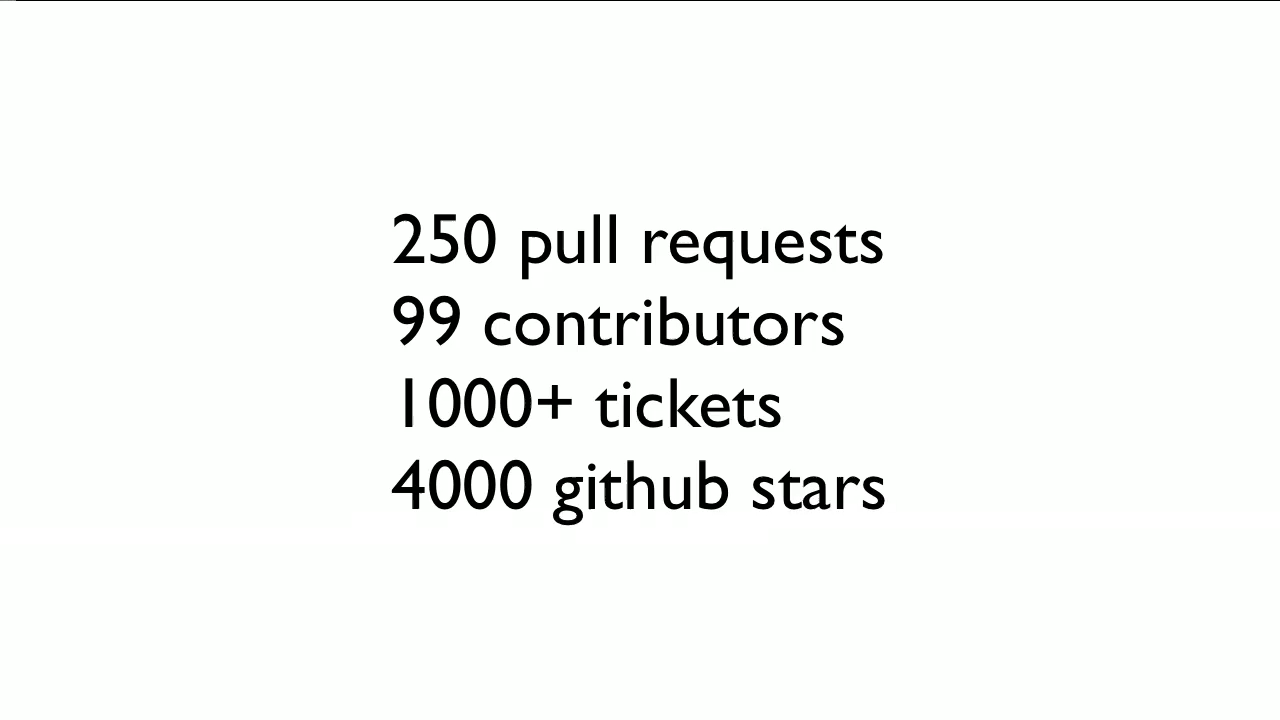 250 pull requests
99 contributors
1000+ tickets
4000 github stars